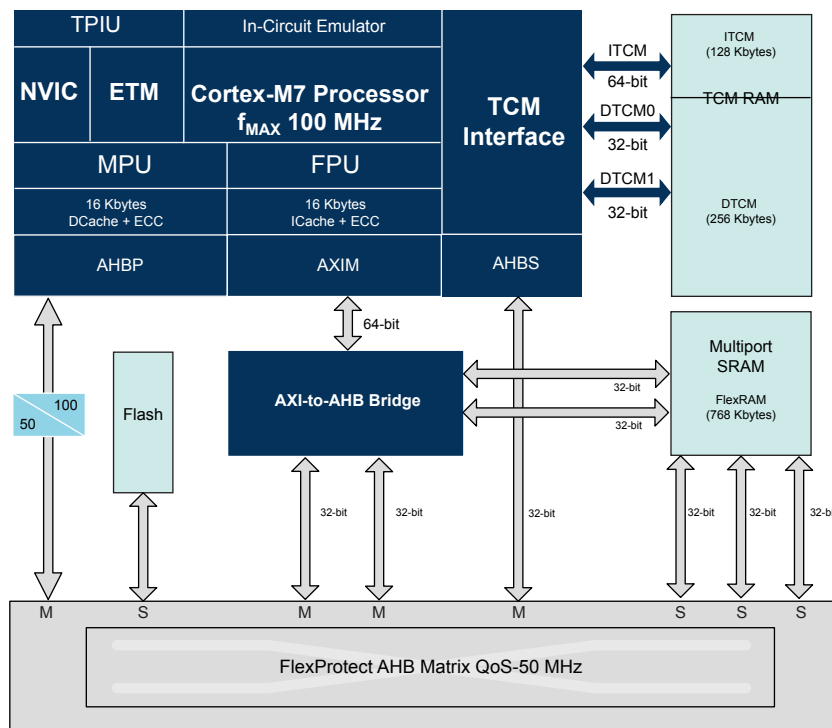 TPIU
In-Circuit Emulator
NVIC
ETM
Cortex-M7 Processor
fMAX 100 MHz
TCM
Interface
ITCM
64-bit
DTCM0
32-bit
DTCM1
32-bit
ITCM
(128 Kbytes)
TCM RAM
DTCM
(256 Kbytes)
MPU
FPU
16 Kbytes
DCache + ECC
16 Kbytes
ICache + ECC
AHBP
AXIM
AHBS
64-bit
100
50
Flash
AXI-to-AHB Bridge
32-bit
32-bit
Multiport
SRAM
FlexRAM
(768 Kbytes)
32-bit
32-bit
32-bit
32-bit
32-bit
32-bit
M
S
M
M
M
S
S
S
FlexProtect AHB Matrix QoS-50 MHz